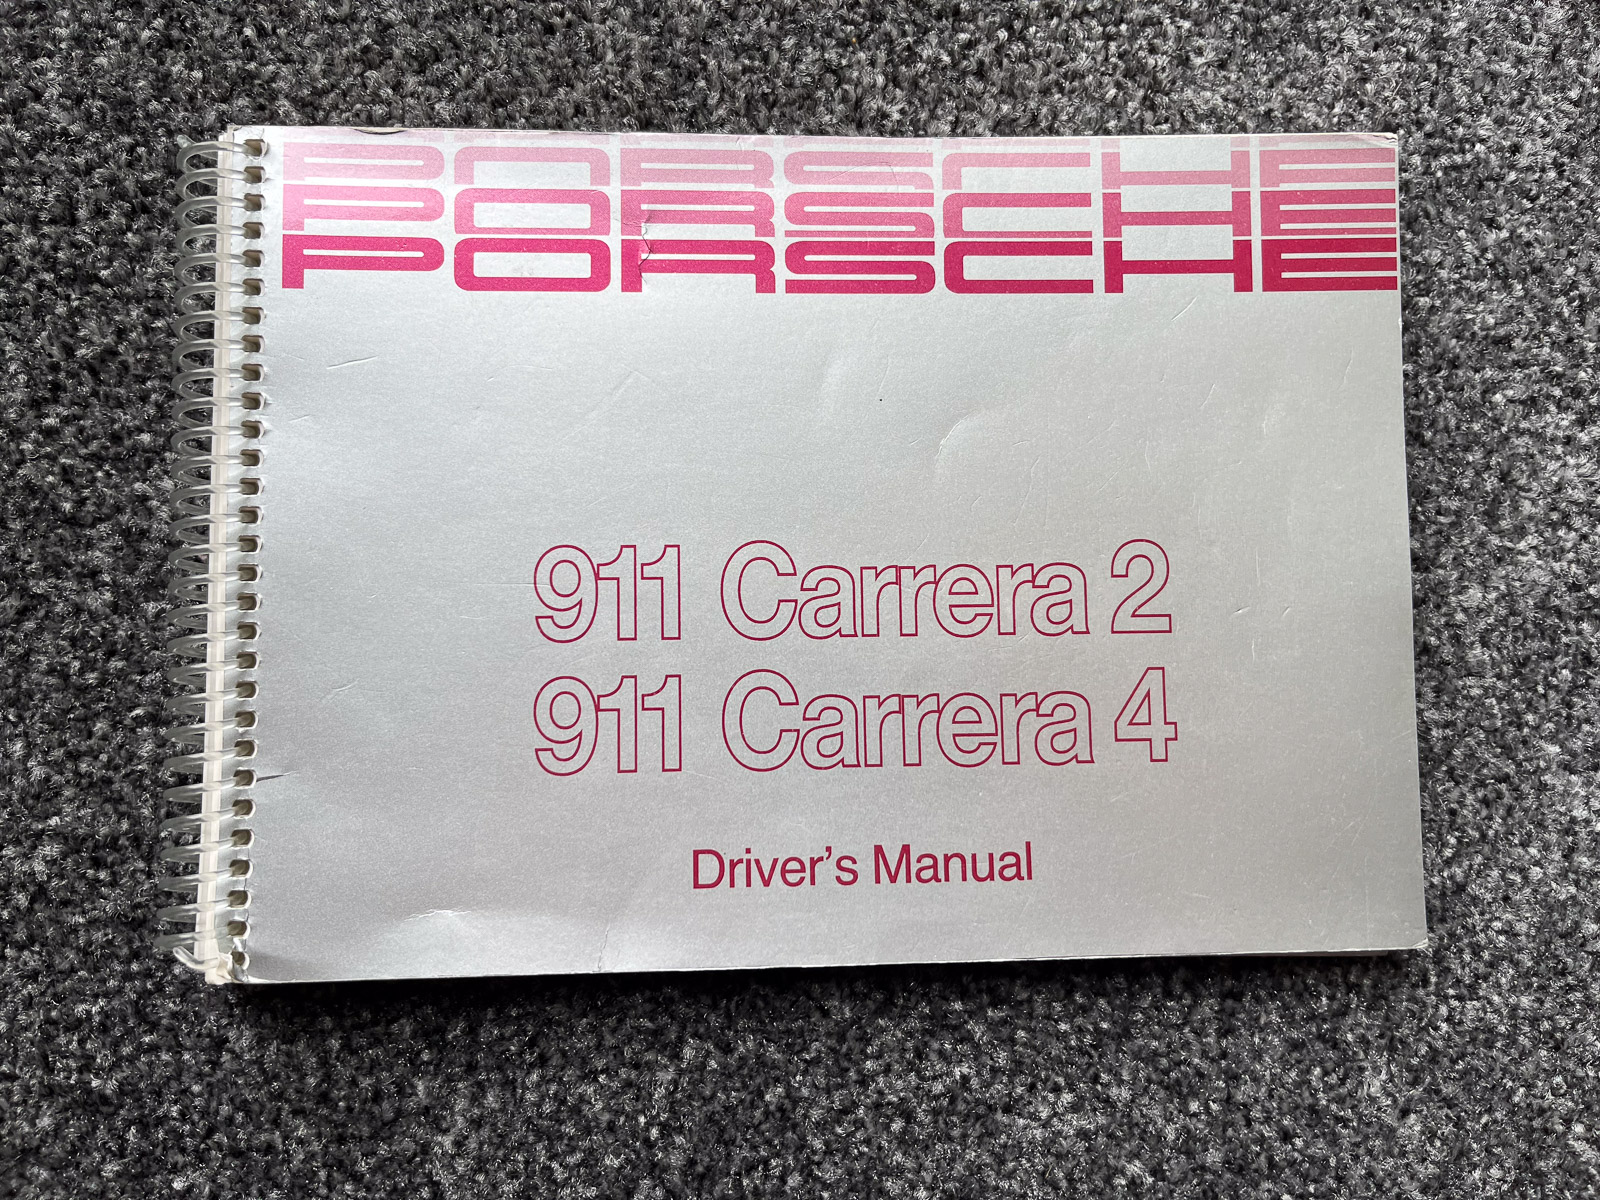 PORSCHE
PORSCHE
PORSCHE
911 Carrera 2
911 Carrera 4
Driver's Manual